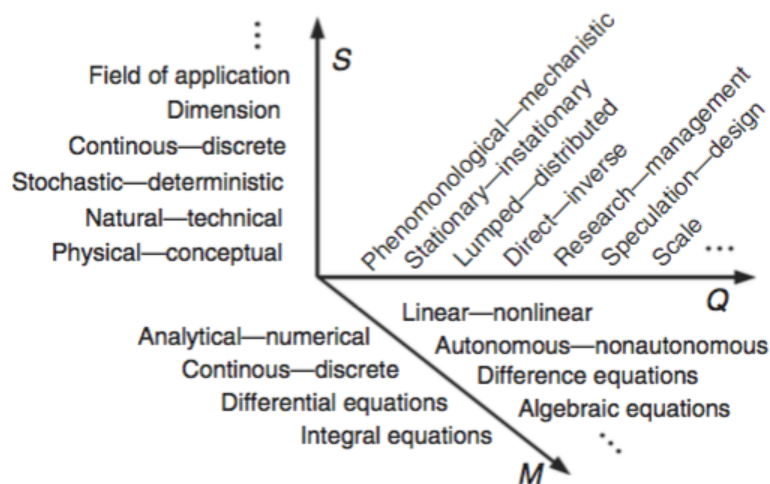 ⋮
S
Field of application
Dimension
Continous—discrete
Stochastic—deterministic
Natural—technical
Physical—conceptual
Phenomonological—mechanistic
Stationary—instationary
Lumped—distributed
Direct—inverse
Research—management
Speculation—design
Scale
...
Q
Linear—nonlinear
Autonomous—nonautonomous
Difference equations
Algebraic equations
⋱
Analytical—numerical
Continous—discrete
Differential equations
Integral equations
M